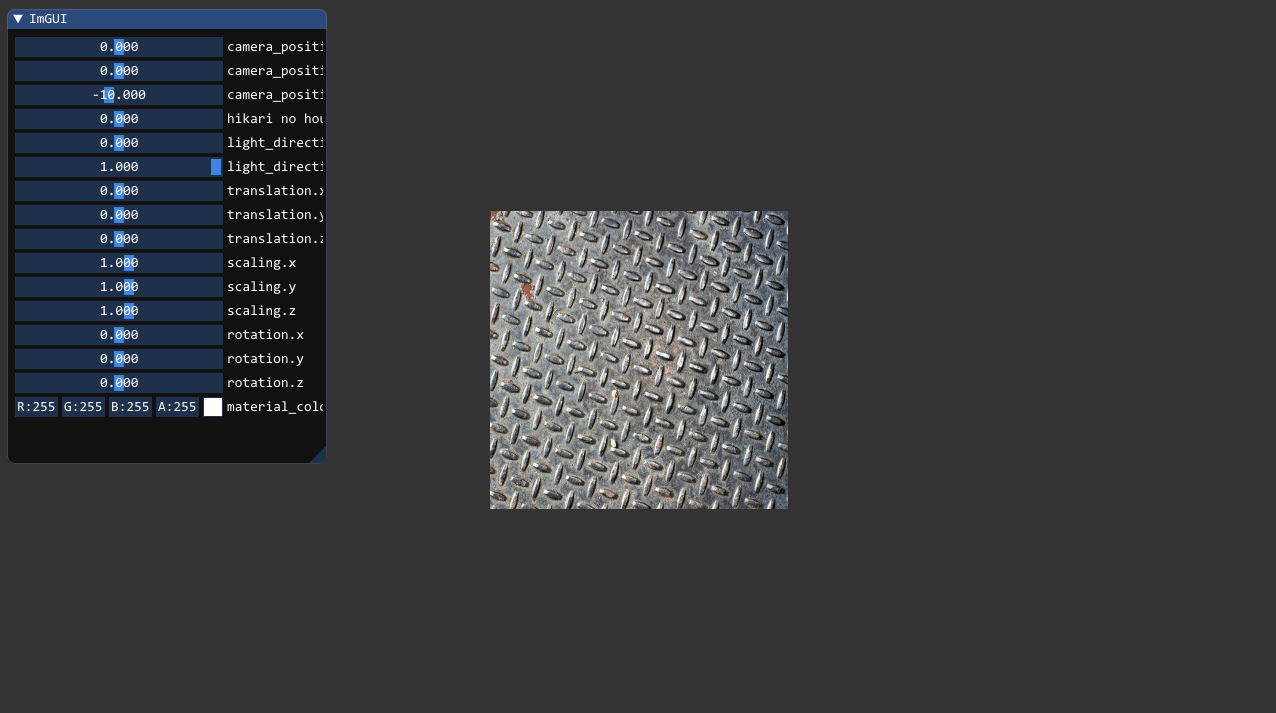 ImGUI
0.000 camera_positi
0.000 camera_positi
-10.000 camera_positi
0.000 hikari no hou
0.000 light_directi
1.000 light_directi
0.000 translation.x
0.000 translation.y
0.000 translation.z
1.000 scaling.x
1.000 scaling.y
1.000 scaling.z
0.000 rotation.x
0.000 rotation.y
0.000 rotation.z
R:255 G:255 B:255 A:255 material_colo